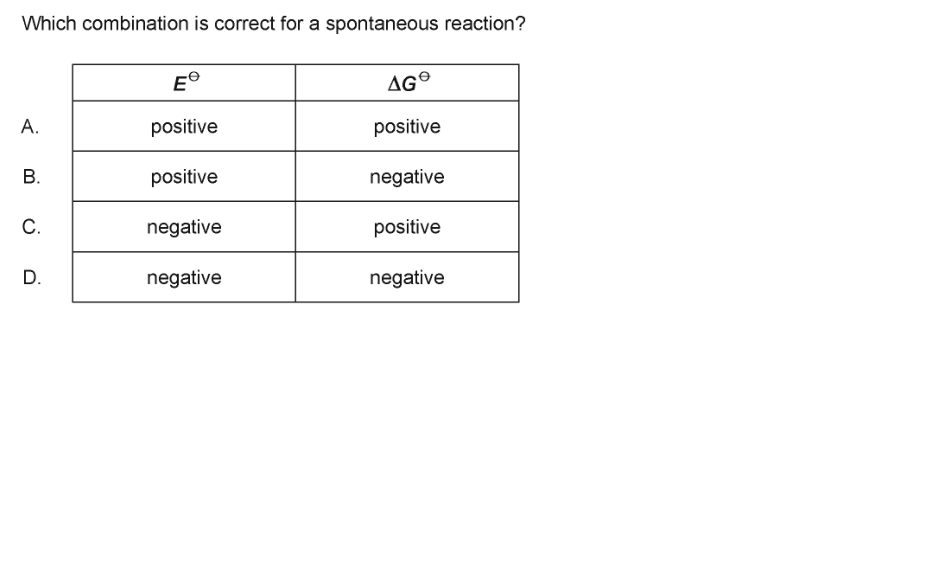 Which combination is correct for a spontaneous reaction?
E⦵ ΔG⦵
A. positive positive
B. positive negative
C. negative positive
D. negative negative